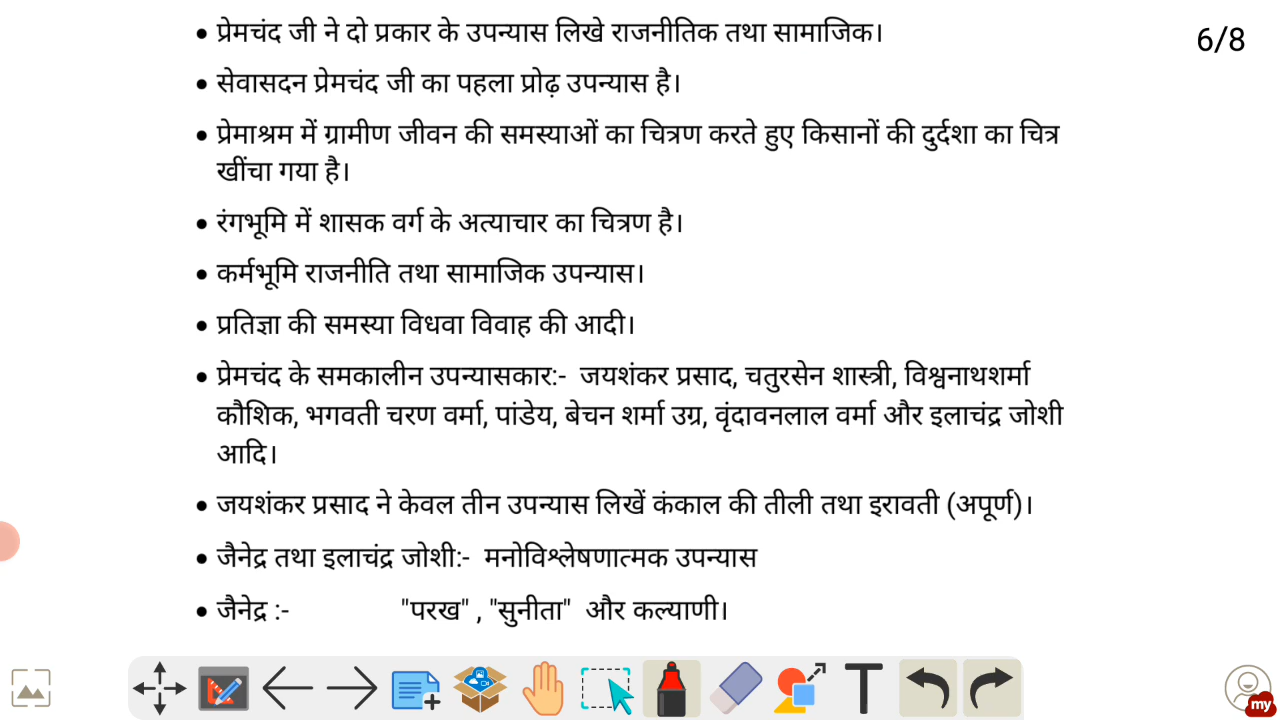 6/8
• प्रेमचंद जी ने दो प्रकार के उपन्यास लिखे राजनीतिक तथा सामाजिक।
• सेवासदन प्रेमचंद जी का पहला प्रोढ़ उपन्यास है।
• प्रेमाश्रम में ग्रामीण जीवन की समस्याओं का चित्रण करते हुए किसानों की दुर्दशा का चित्र
खींचा गया है।
• रंगभूमि में शासक वर्ग के अत्याचार का चित्रण है।
• कर्मभूमि राजनीति तथा सामाजिक उपन्यास।
• प्रतिज्ञा की समस्या विधवा विवाह की आदी।
• प्रेमचंद के समकालीन उपन्यासकार:- जयशंकर प्रसाद, चतुरसेन शास्त्री, विश्वनाथशर्मा
कौशिक, भगवती चरण वर्मा, पांडेय, बेचन शर्मा उग्र, वृंदावनलाल वर्मा और इलाचंद्र जोशी
आदि।
• जयशंकर प्रसाद ने केवल तीन उपन्यास लिखें कंकाल की तीली तथा इरावती (अपूर्ण)।
• जैनेद्र तथा इलाचंद्र जोशी:- मनोविश्लेषणात्मक उपन्यास
• जैनेद्र :- "परख" , "सुनीता" और कल्याणी।
T
my